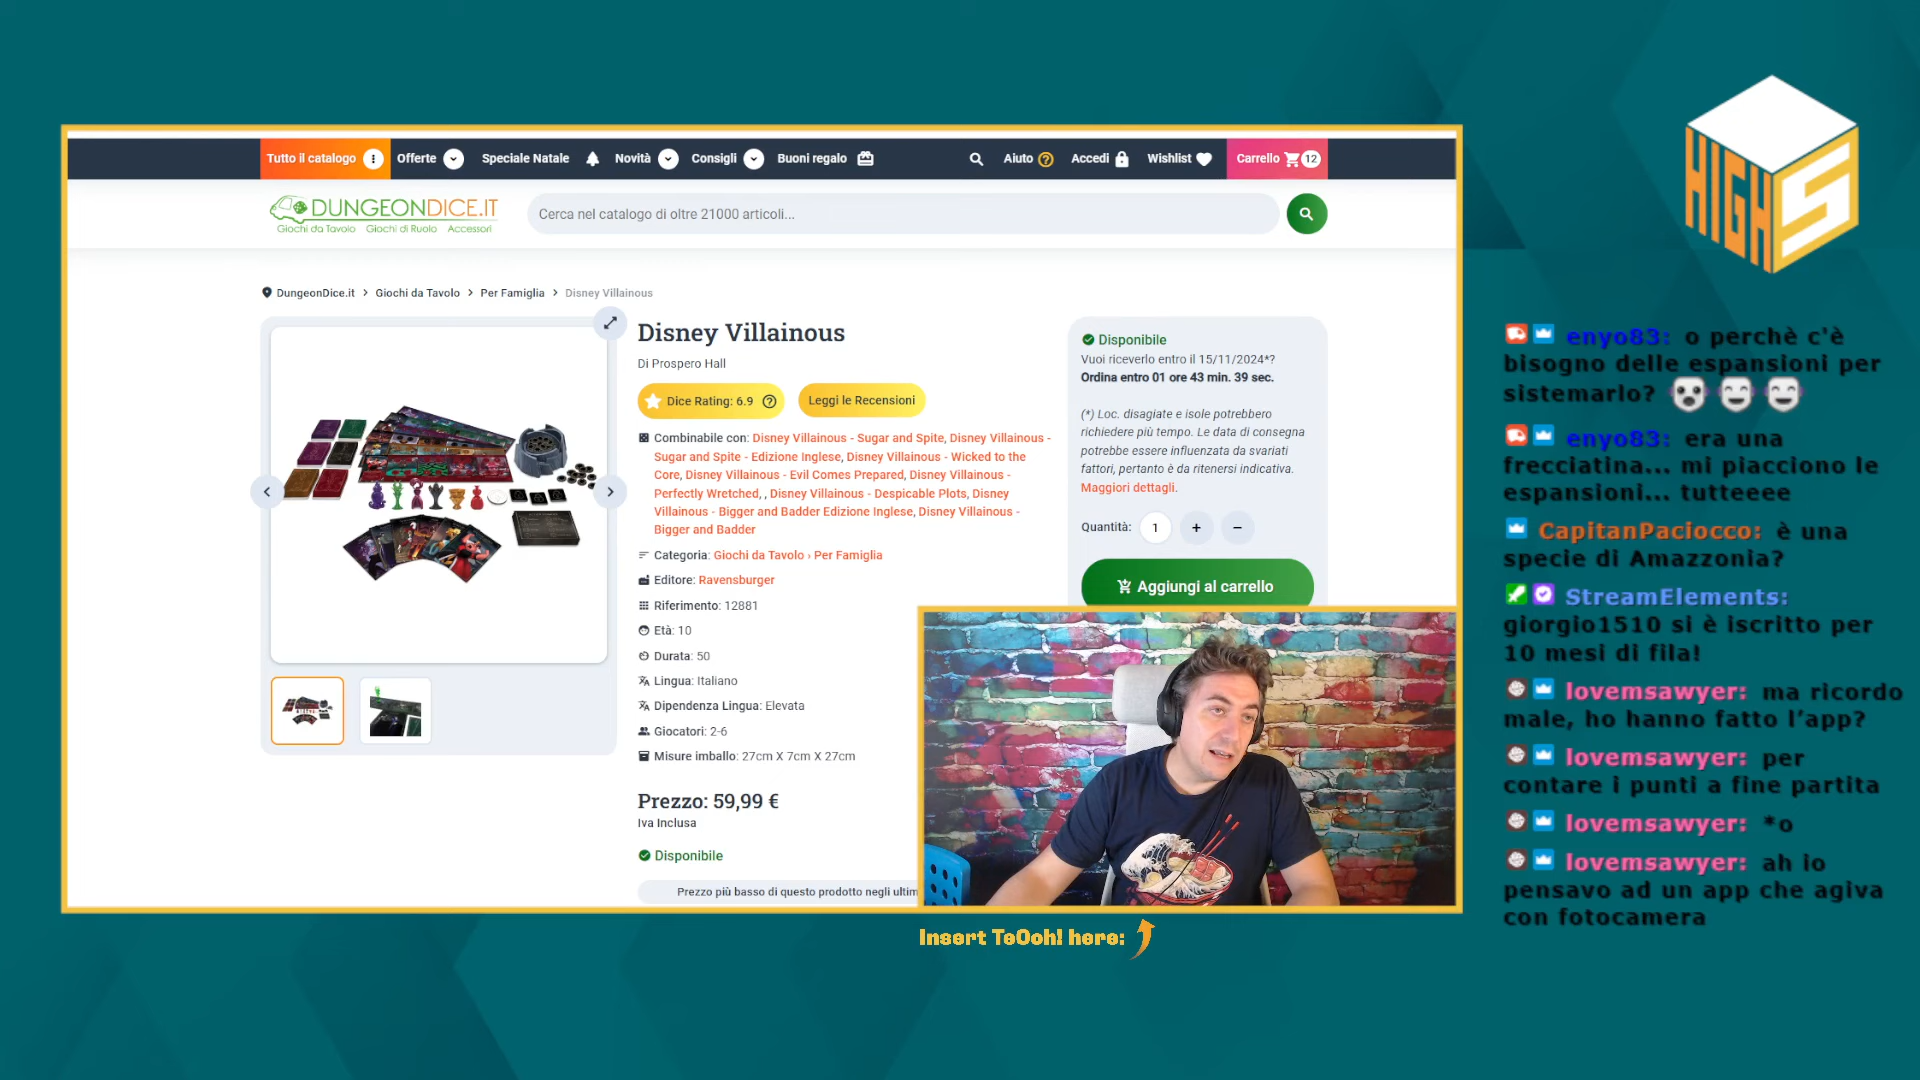 Tutto il catalogo
Offerte
Speciale Natale
Novità
Consigli
Buoni regalo
Aiuto
Accedi
Wishlist
Carrello 12
DUNGEONDICE.IT
Giochi da Tavolo Giochi di Ruolo Accessori
Cerca nel catalogo di oltre 21000 articoli...
DungeonDice.it > Giochi da Tavolo > Per Famiglia > Disney Villainous
Disney Villainous
Di Prospero Hall
Dice Rating: 6.9
Leggi le Recensioni
Combinabile con: Disney Villainous - Sugar and Spite, Disney Villainous -
Sugar and Spite - Edizione Inglese, Disney Villainous - Wicked to the
Core, Disney Villainous - Evil Comes Prepared, Disney Villainous -
Perfectly Wretched, , Disney Villainous - Despicable Plots, Disney
Villainous - Bigger and Badder Edizione Inglese, Disney Villainous -
Bigger and Badder
Categoria: Giochi da Tavolo › Per Famiglia
Editore: Ravensburger
Riferimento: 12881
Età: 10
Durata: 50
Lingua: Italiano
Dipendenza Lingua: Elevata
Giocatori: 2-6
Misure imballo: 27cm X 7cm X 27cm
Prezzo: 59,99 €
Iva Inclusa
Disponibile
Prezzo più basso di questo prodotto negli ultim
Disponibile
Vuoi riceverlo entro il 15/11/2024*?
Ordina entro 01 ore 43 min. 39 sec.
(*) Loc. disagiate e isole potrebbero
richiedere più tempo. Le data di consegna
potrebbe essere influenzata da svariati
fattori, pertanto è da ritenersi indicativa.
Maggiori dettagli.
Quantità: 1 + −
Aggiungi al carrello
Insert TeOoh! here:
HIGH5
enyo83: o perchè c'è
bisogno delle espansioni per
sistemarlo?
enyo83: era una
frecciatina... mi piacciono le
espansioni... tutteeee
CapitanPaciocco: è una
specie di Amazzonia?
StreamElements:
giorgio1510 si è iscritto per
10 mesi di fila!
lovemsawyer: ma ricordo
male, ho hanno fatto l’app?
lovemsawyer: per
contare i punti a fine partita
lovemsawyer: *o
lovemsawyer: ah io
pensavo ad un app che agiva
con fotocamera